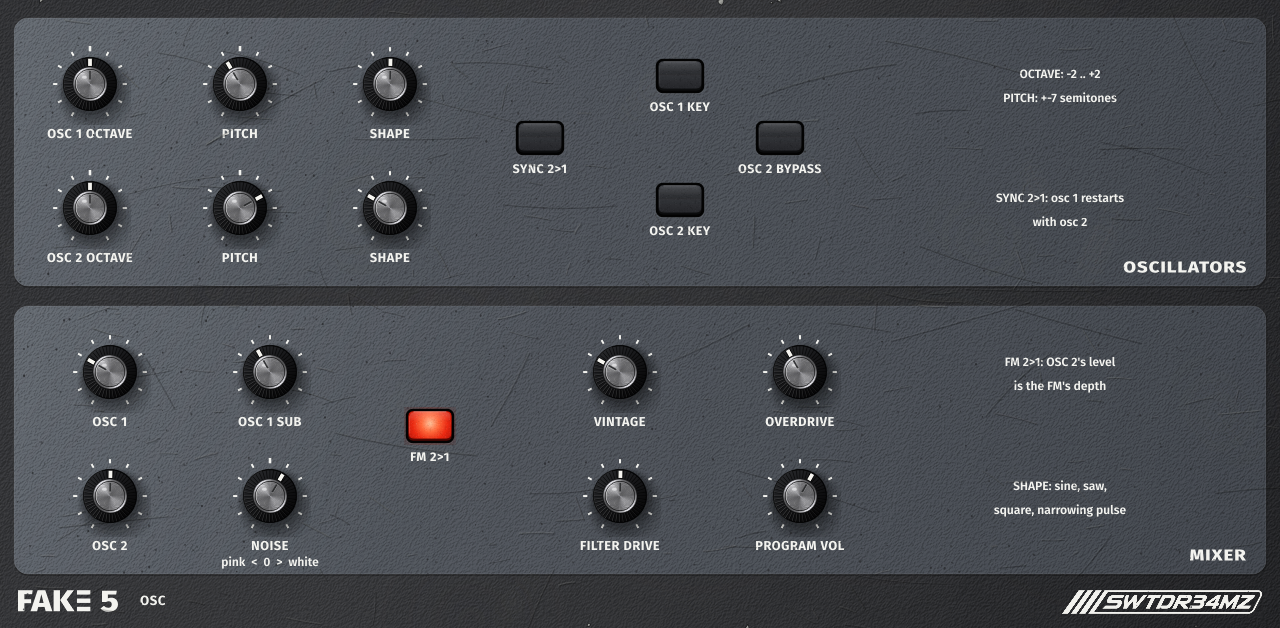 OCTAVE: -2 .. +2
PITCH: +-7 semitones
OSC 1 KEY
OSC 1 OCTAVE PITCH SHAPE
SYNC 2>1 OSC 2 BYPASS
SYNC 2>1: osc 1 restarts
with osc 2
OSC 2 KEY
OSC 2 OCTAVE PITCH SHAPE
OSCILLATORS
FM 2>1: OSC 2's level
is the FM's depth
OSC 1 OSC 1 SUB VINTAGE OVERDRIVE
FM 2>1
SHAPE: sine, saw,
square, narrowing pulse
OSC 2 NOISE FILTER DRIVE PROGRAM VOL
pink < 0 > white
MIXER
FAKE 5 OSC SWTDR34MZ